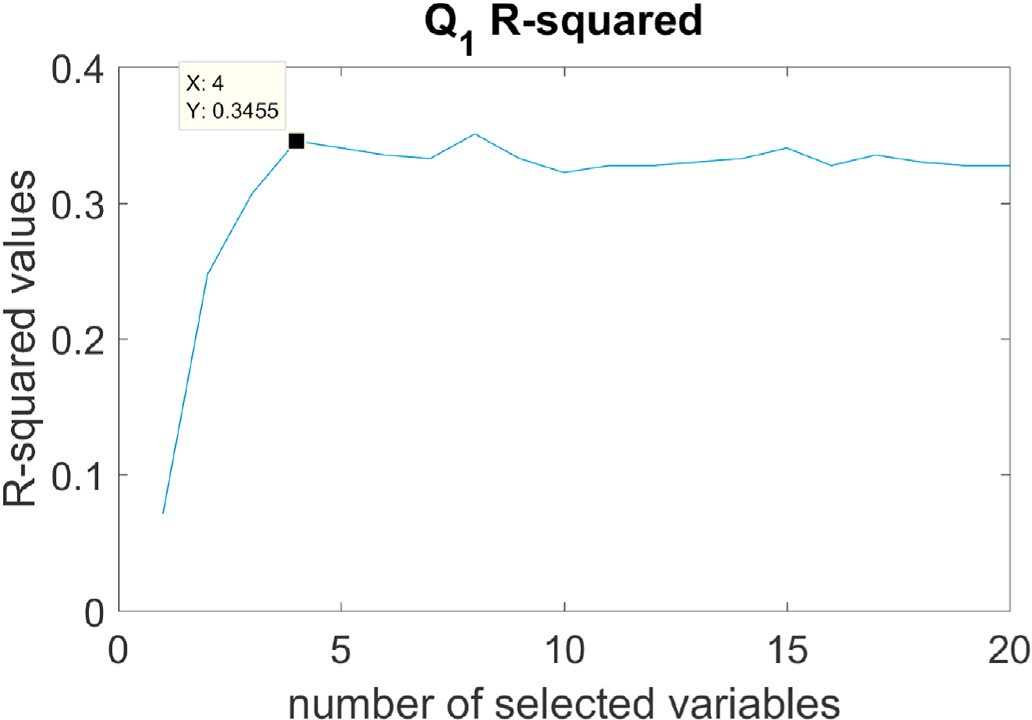 Q1 R-squared
X: 4
Y: 0.3455
0.4
0.3
0.2
0.1
0
R-squared values
0 5 10 15 20
number of selected variables